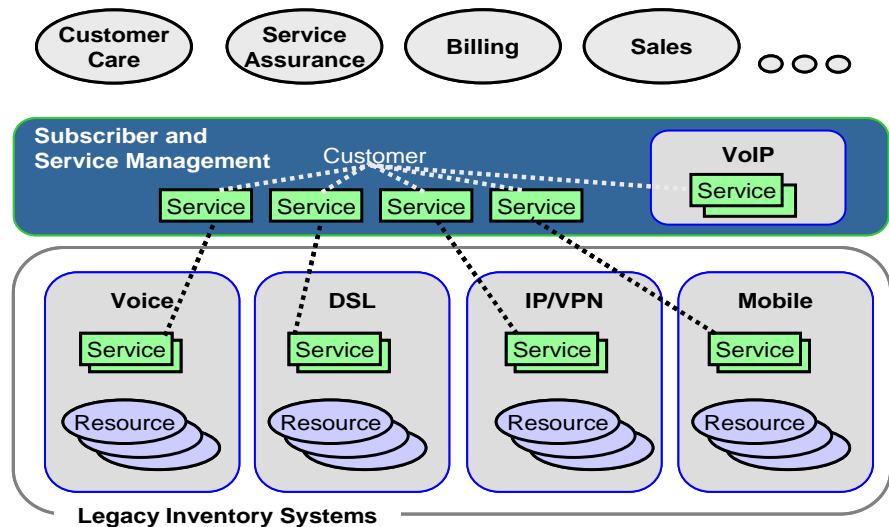 Customer
Care
Service
Assurance
Billing
Sales
Subscriber and
Service Management
Customer
VoIP
Service
Service
Service
Service
Service
Voice
DSL
IP/VPN
Mobile
Service
Service
Service
Service
Resource
Resource
Resource
Resource
Legacy Inventory Systems